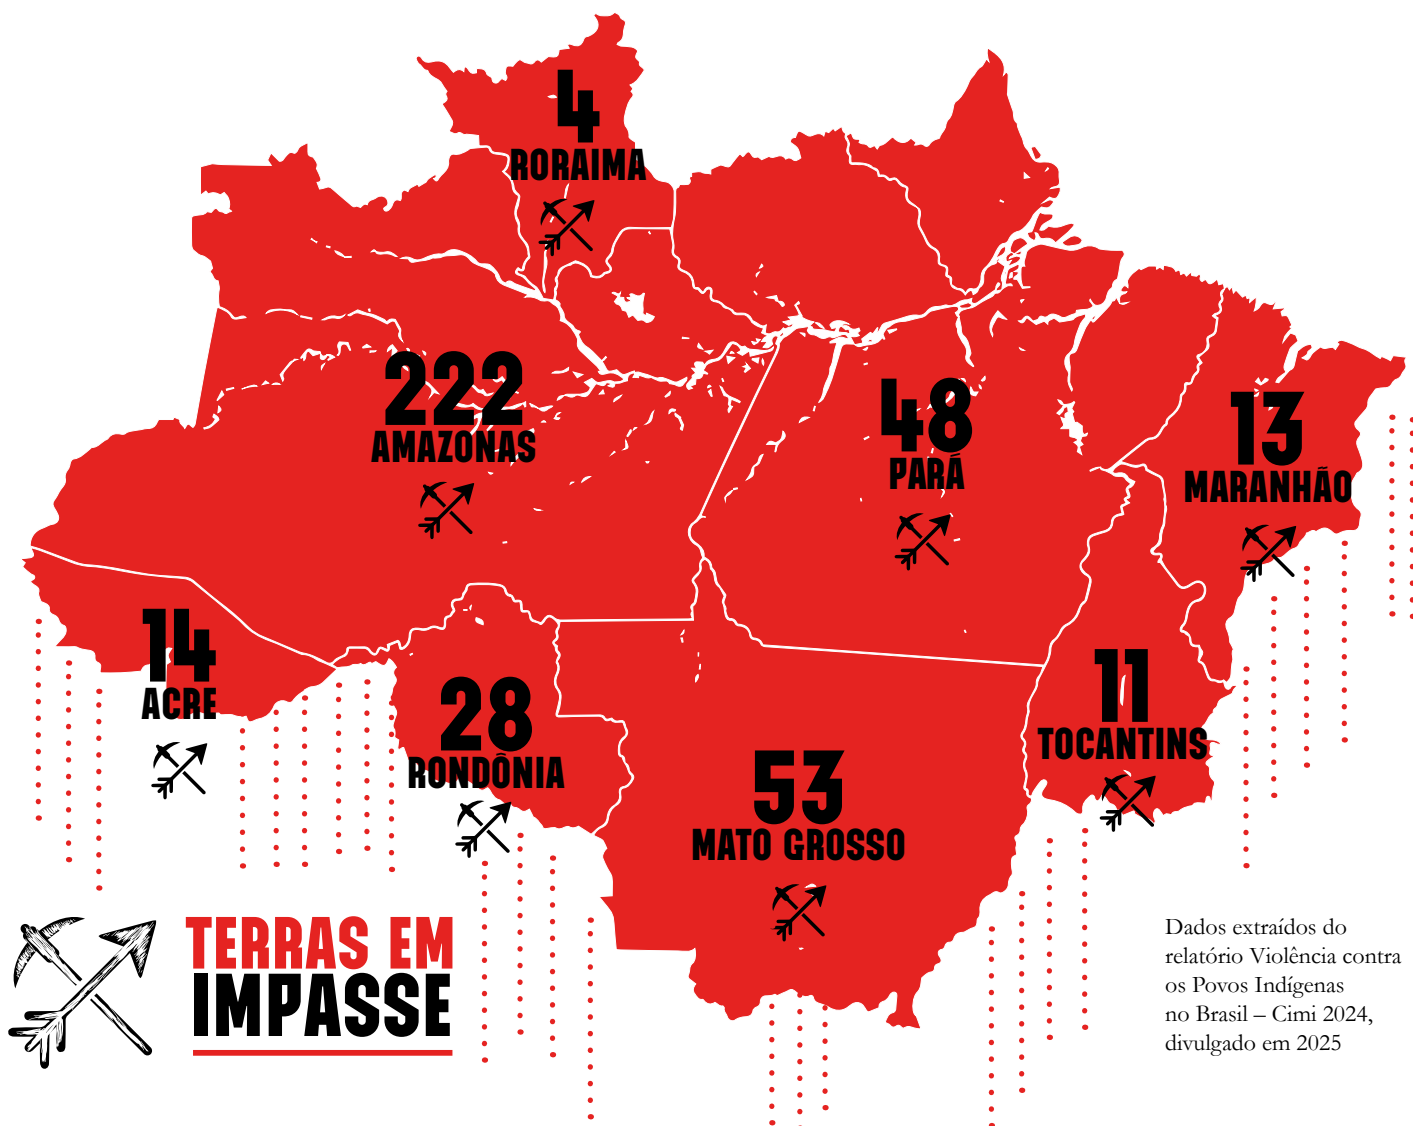 4
RORAIMA
222
AMAZONAS
48
PARÁ
13
MARANHÃO
14
ACRE
28
RONDÔNIA
11
TOCANTINS
53
MATO GROSSO
TERRAS EM
IMPASSE
Dados extraídos do
relatório Violência contra
os Povos Indígenas
no Brasil – Cimi 2024,
divulgado em 2025